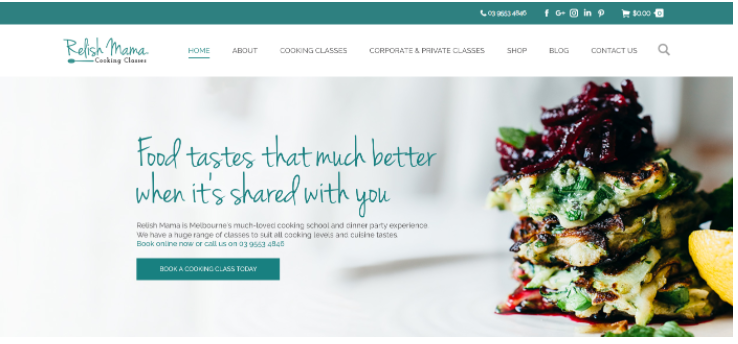 03 9553 4846
$0.00 0
Relish Mama
Cooking Classes
HOME
ABOUT
COOKING CLASSES
CORPORATE & PRIVATE CLASSES
SHOP
BLOG
CONTACT US
Food tastes that much better
when it's shared with you
Relish Mama is Melbourne's much-loved cooking school and dinner party experience.
We have a huge range of classes to suit all cooking levels and cuisine tastes.
Book online now or call us on 03 9553 4846
BOOK A COOKING CLASS TODAY